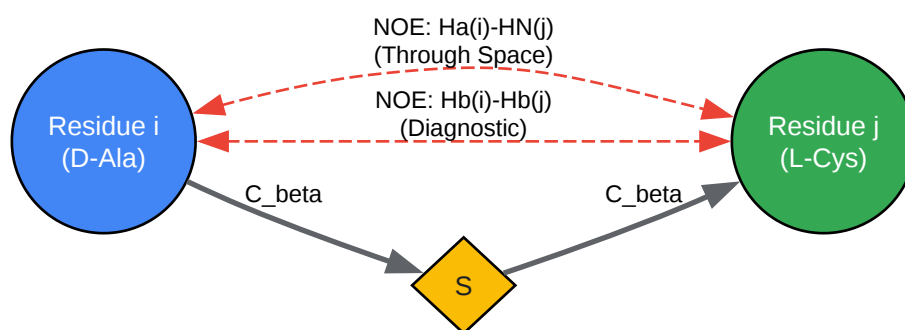 NOE: Ha(i)-HN(j)
(Through Space)
NOE: Hb(i)-Hb(j)
(Diagnostic)
Residue i
(D-Ala)
Residue j
(L-Cys)
C_beta
C_beta
S